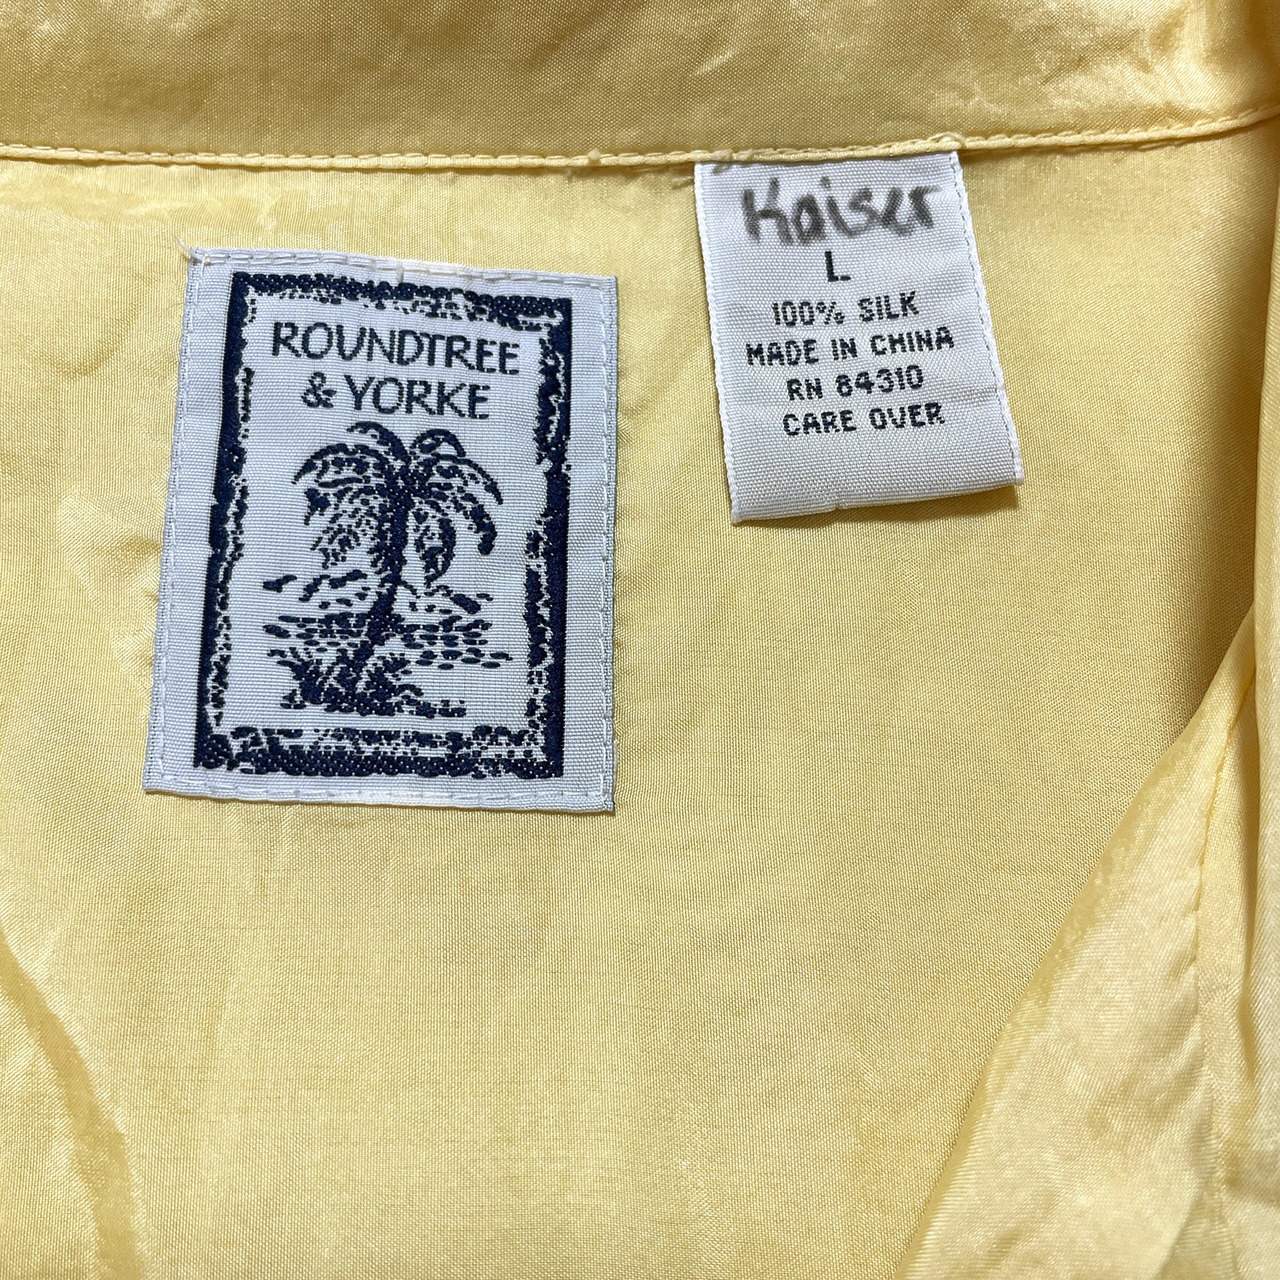 ROUNDTREE
& YORKE
Kaiser
L
100% SILK
MADE IN CHINA
RN 84310
CARE OVER